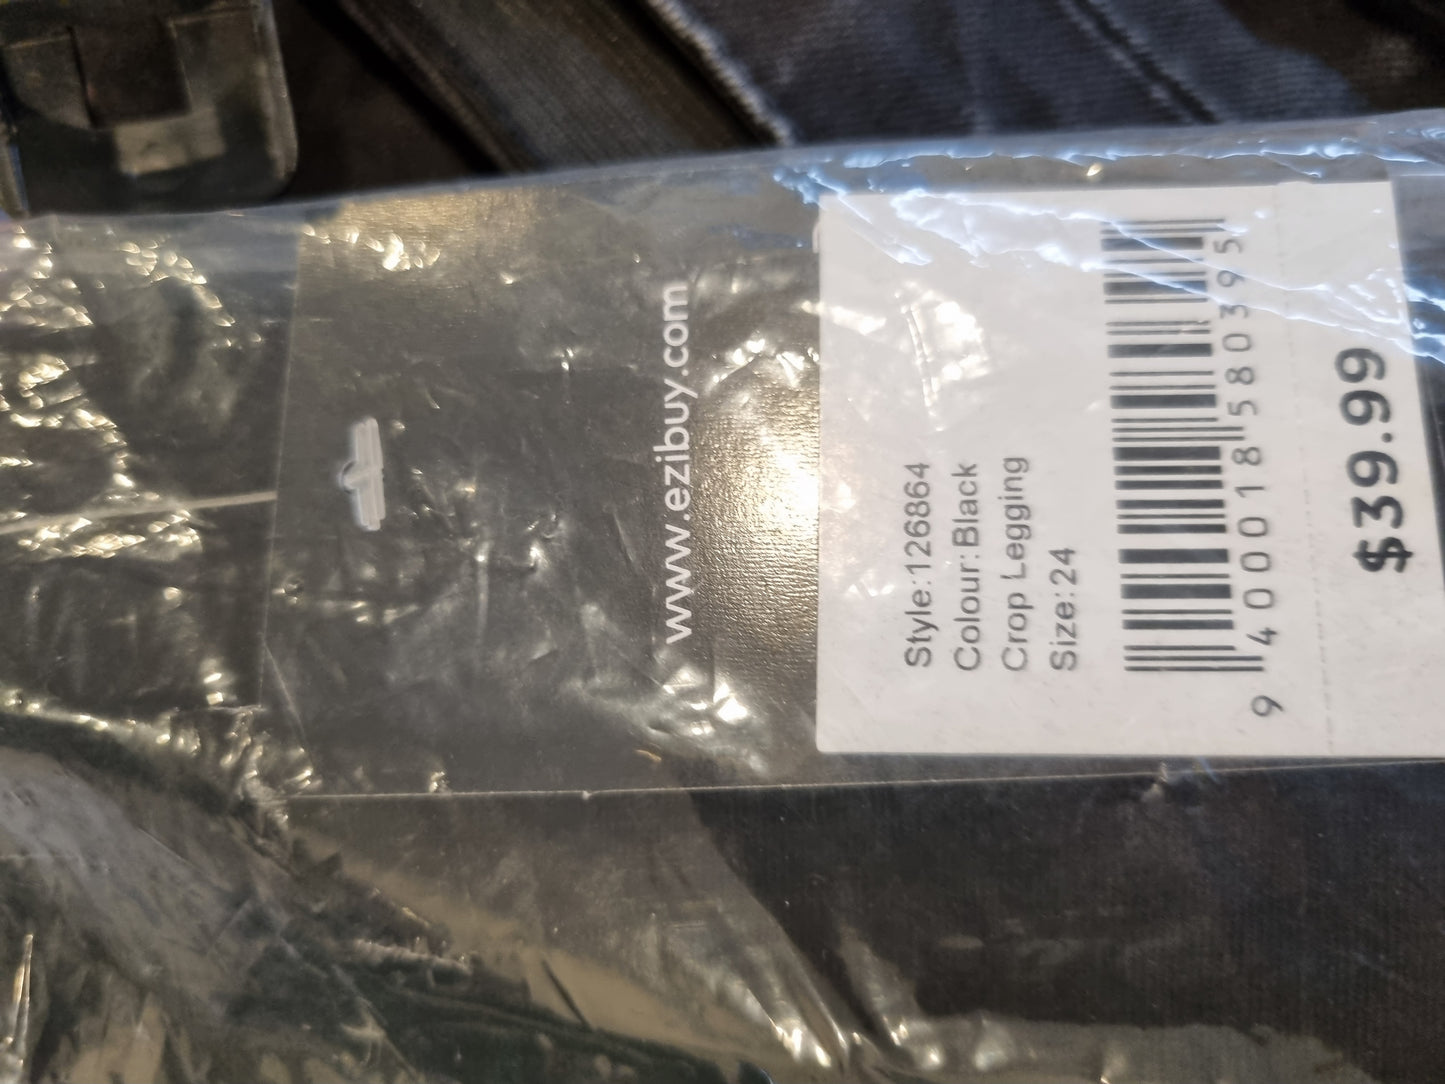 www.ezibuy.com
Style:126864
Colour:Black
Crop Legging
Size:24
9 400018 580395
$39.99